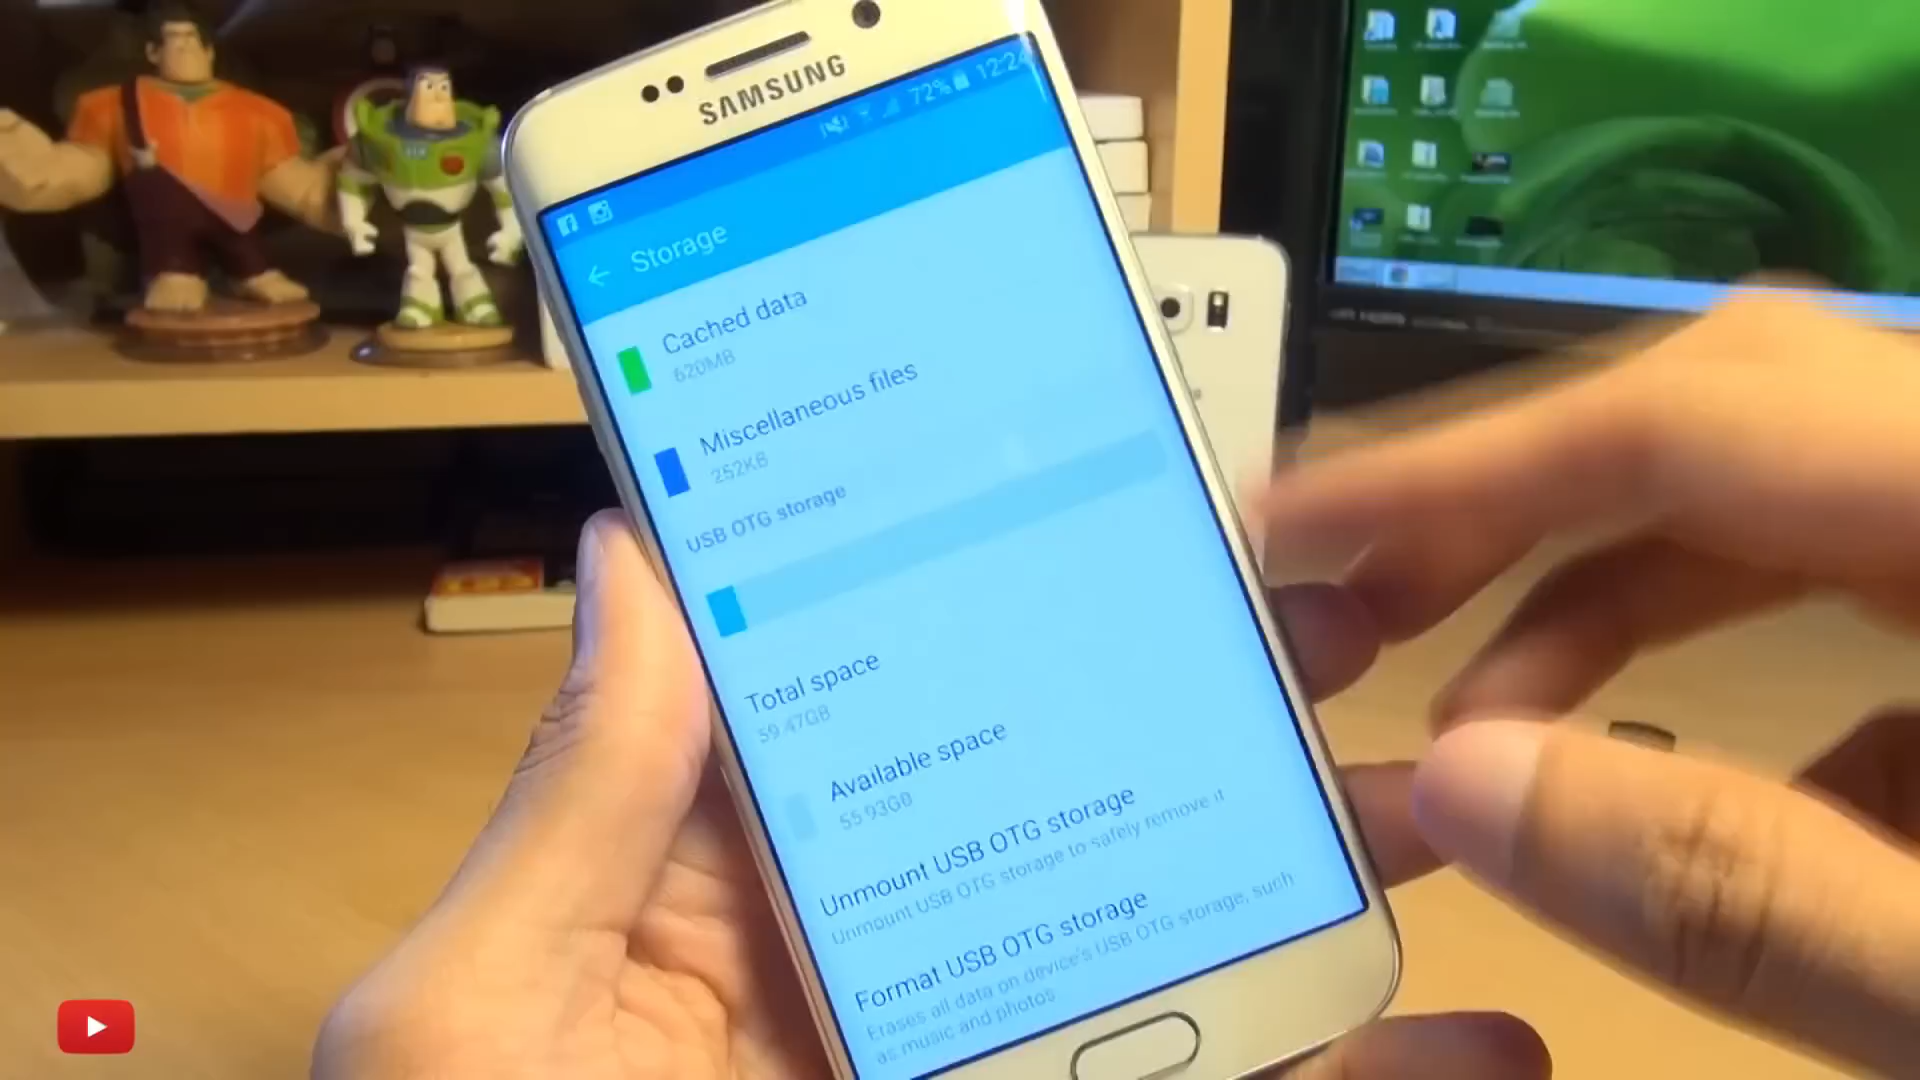 SAMSUNG
72% 12:24
Storage
Cached data
620MB
Miscellaneous files
252KB
USB OTG storage
Total space
59.47GB
Available space
55.93GB
Unmount USB OTG storage
Unmount USB OTG storage to safely remove it
Format USB OTG storage
Erases all data on device's USB OTG storage, such
as music and photos